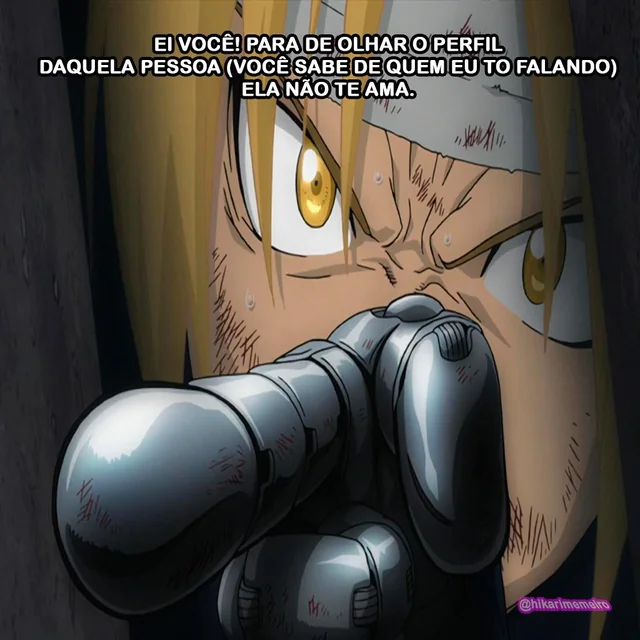 EI VOCÊ! PARA DE OLHAR O PERFIL
DAQUELA PESSOA (VOCÊ SABE DE QUEM EU TO FALANDO)
ELA NÃO TE AMA.
@hikarimemeiro